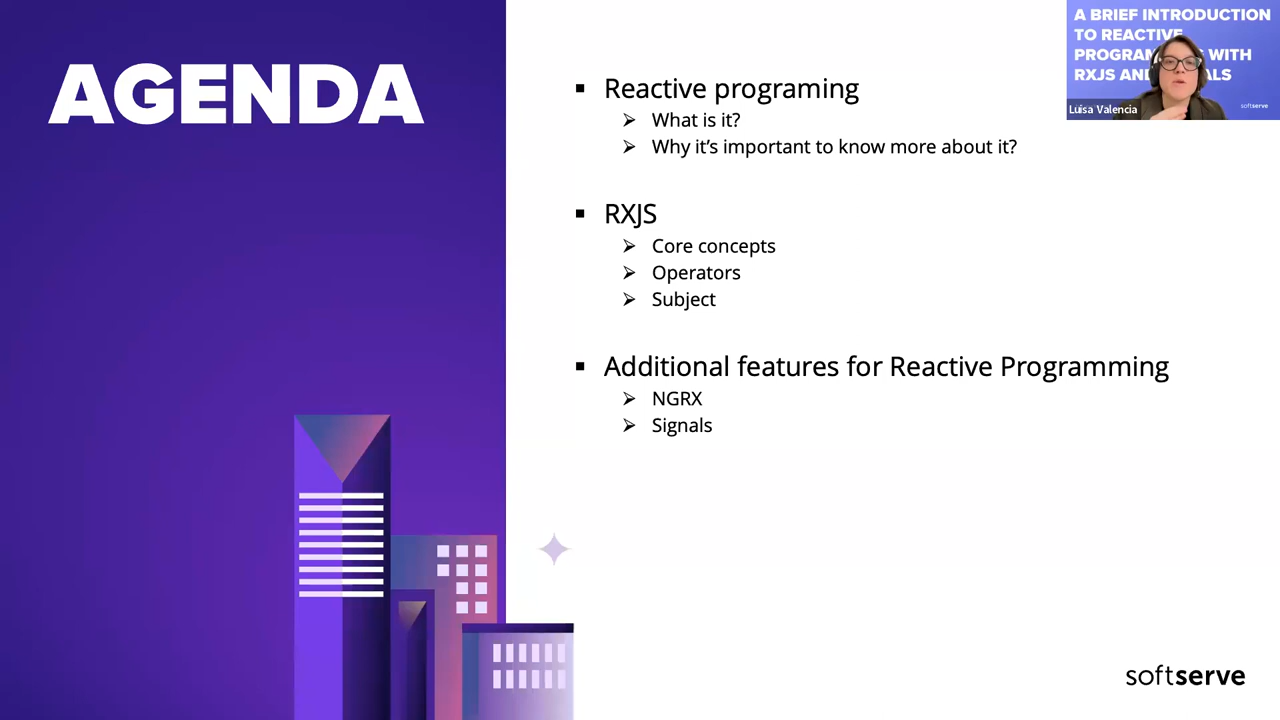 AGENDA
Reactive programing
What is it?
Why it's important to know more about it?
RXJS
Core concepts
Operators
Subject
Additional features for Reactive Programming
NGRX
Signals
softserve
A BRIEF INTRODUCTION
TO REACTIVE
WITH
RXJS
softserve
Luisa Valencia